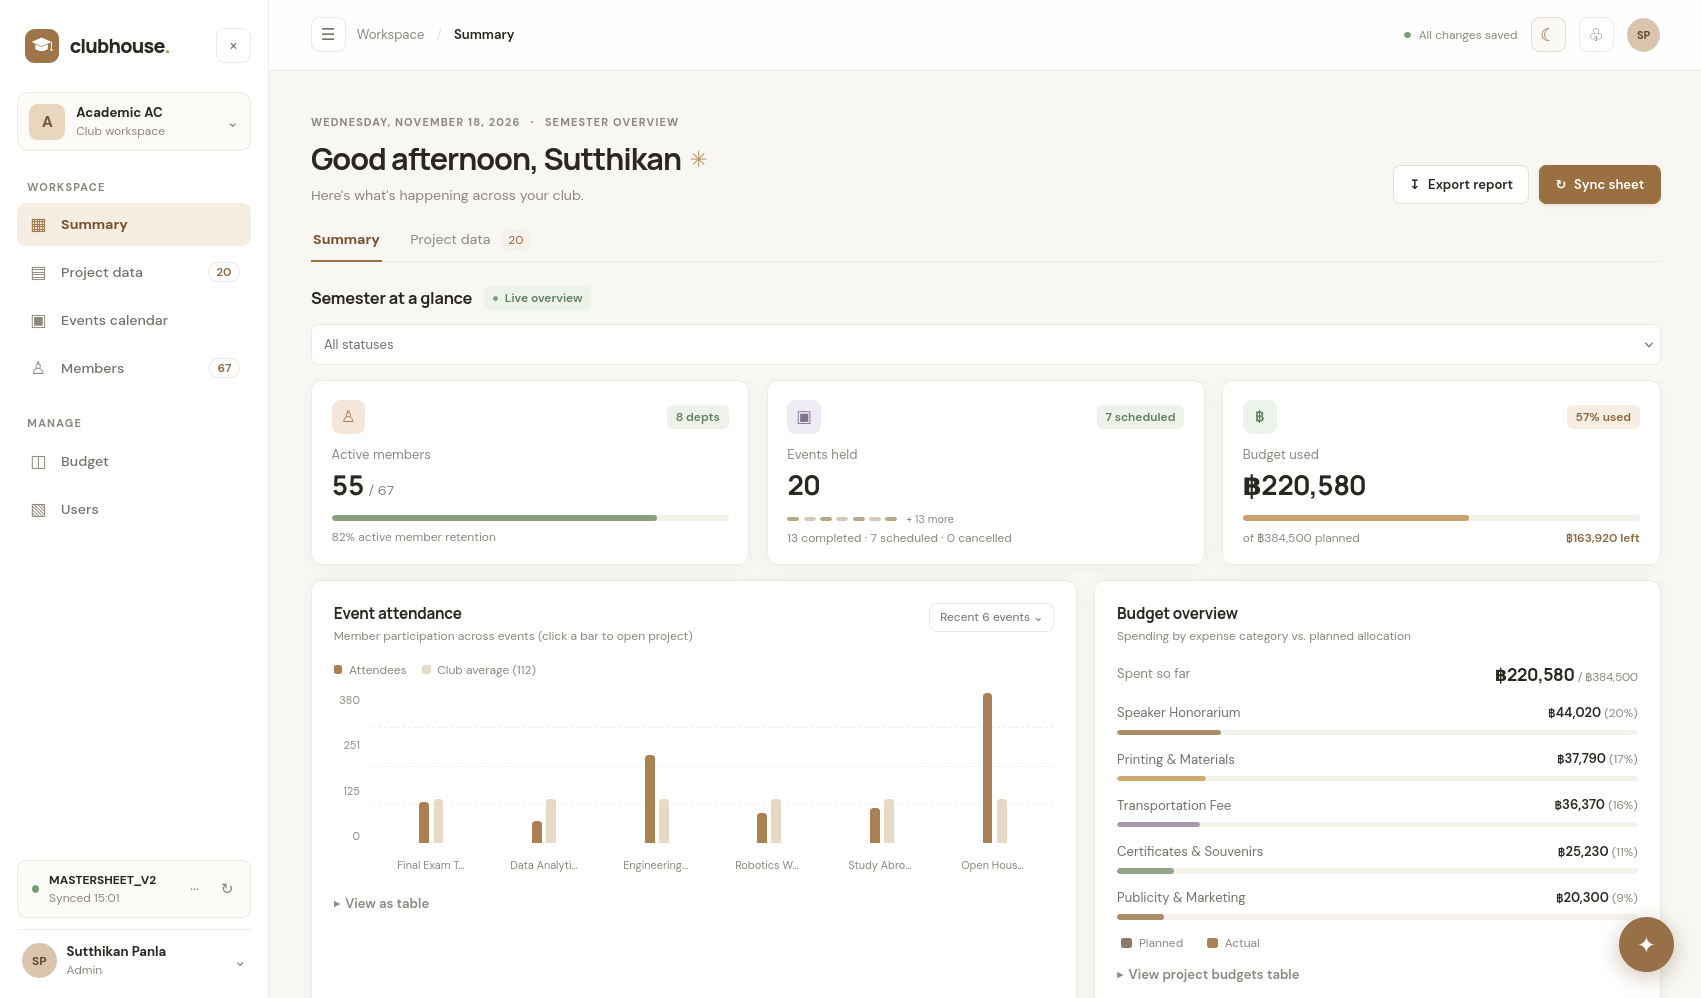 clubhouse.
×
A
Academic AC
Club workspace
WORKSPACE
Summary
Project data 20
Events calendar
Members 67
MANAGE
Budget
Users
MASTERSHEET_V2
Synced 15:01
SP
Sutthikan Panla
Admin
Workspace / Summary
All changes saved
SP
WEDNESDAY, NOVEMBER 18, 2026 · SEMESTER OVERVIEW
Good afternoon, Sutthikan
Here's what's happening across your club.
Export report
Sync sheet
Summary
Project data 20
Semester at a glance
Live overview
All statuses
8 depts
Active members
55 / 67
82% active member retention
7 scheduled
Events held
20
+ 13 more
13 completed · 7 scheduled · 0 cancelled
฿
57% used
Budget used
฿220,580
of ฿384,500 planned
฿163,920 left
Event attendance
Member participation across events (click a bar to open project)
Recent 6 events
Attendees
Club average (112)
380
251
125
0
Final Exam T...
Data Analyti...
Engineering...
Robotics W...
Study Abro...
Open Hous...
View as table
Budget overview
Spending by expense category vs. planned allocation
Spent so far
฿220,580 / ฿384,500
Speaker Honorarium
฿44,020 (20%)
Printing & Materials
฿37,790 (17%)
Transportation Fee
฿36,370 (16%)
Certificates & Souvenirs
฿25,230 (11%)
Publicity & Marketing
฿20,300 (9%)
Planned
Actual
View project budgets table